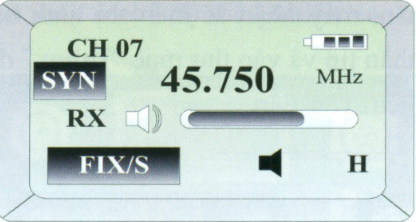 CH 07
SYN 45.750 MHz
RX
FIX/S H